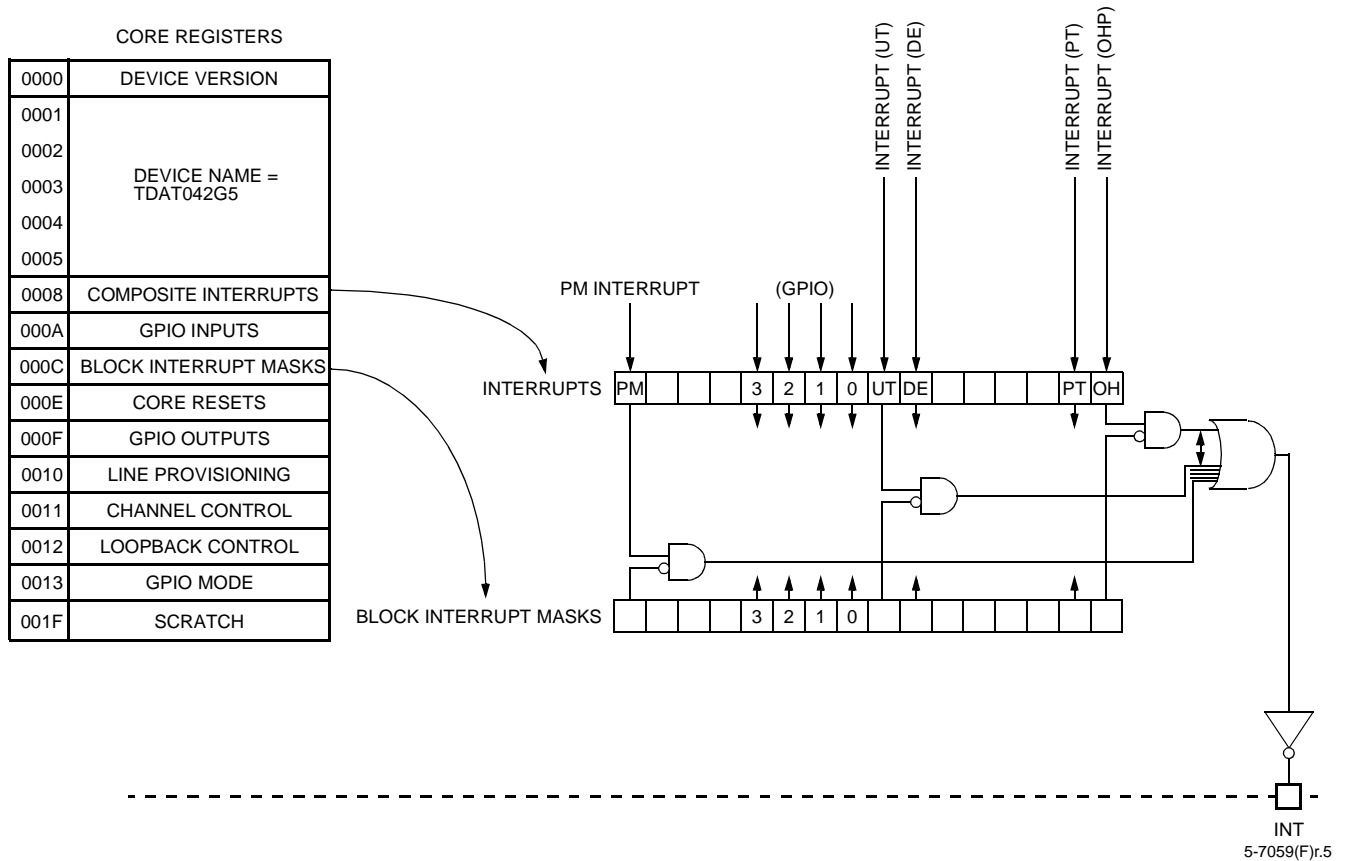 CORE REGISTERS
0000 DEVICE VERSION
0001
0002
0003
0004
0005
DEVICE NAME =
TDAT042G5
0008 COMPOSITE INTERRUPTS
000A GPIO INPUTS
000C BLOCK INTERRUPT MASKS
000E CORE RESETS
000F GPIO OUTPUTS
0010 LINE PROVISIONING
0011 CHANNEL CONTROL
0012 LOOPBACK CONTROL
0013 GPIO MODE
001F SCRATCH
INTERRUPT (UT)
INTERRUPT (DE)
INTERRUPT (PT)
INTERRUPT (OHP)
PM INTERRUPT (GPIO)
INTERRUPTS PM 3 2 1 0 UT DE PT OH
BLOCK INTERRUPT MASKS 3 2 1 0
INT
5-7059(F)r.5